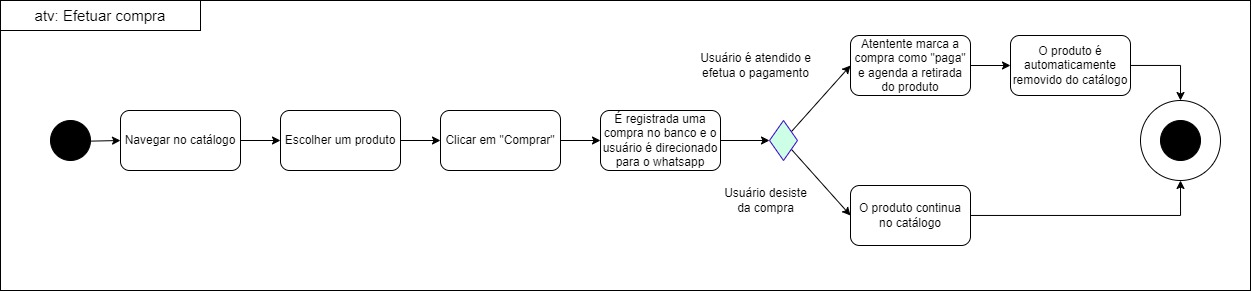 atv: Efetuar compra
Navegar no catálogo
Escolher um produto
Clicar em "Comprar"
É registrada uma
compra no banco e o
usuário é direcionado
para o whatsapp
Usuário é atendido e
efetua o pagamento
Atentente marca a
compra como "paga"
e agenda a retirada
do produto
O produto é
automaticamente
removido do catálogo
Usuário desiste
da compra
O produto continua
no catálogo